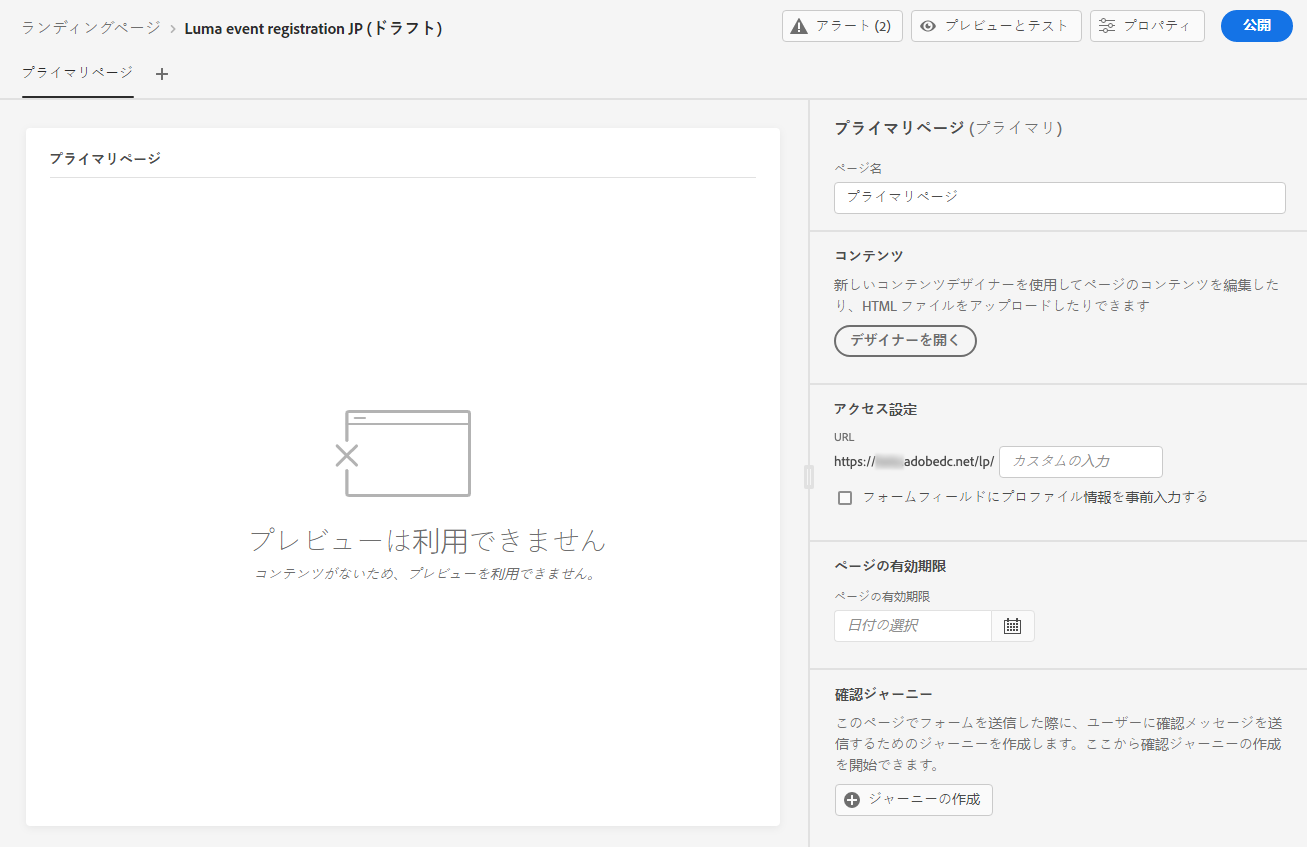 ランディングページ > Luma event registration JP (ドラフト)
アラート (2)
プレビューとテスト
プロパティ
公開
プライマリページ
プライマリページ
プレビューは利用できません
コンテンツがないため、プレビューを利用できません。
プライマリページ (プライマリ)
ページ名
プライマリページ
コンテンツ
新しいコンテンツデザイナーを使用してページのコンテンツを編集した
り、HTML ファイルをアップロードしたりできます
デザイナーを開く
アクセス設定
URL
https:// adobedc.net/lp/ カスタムの入力
フォームフィールドにプロファイル情報を事前入力する
ページの有効期限
ページの有効期限
日付の選択
確認ジャーニー
このページでフォームを送信した際に、ユーザーに確認メッセージを送
信するためのジャーニーを作成します。ここから確認ジャーニーの作成
を開始できます。
ジャーニーの作成